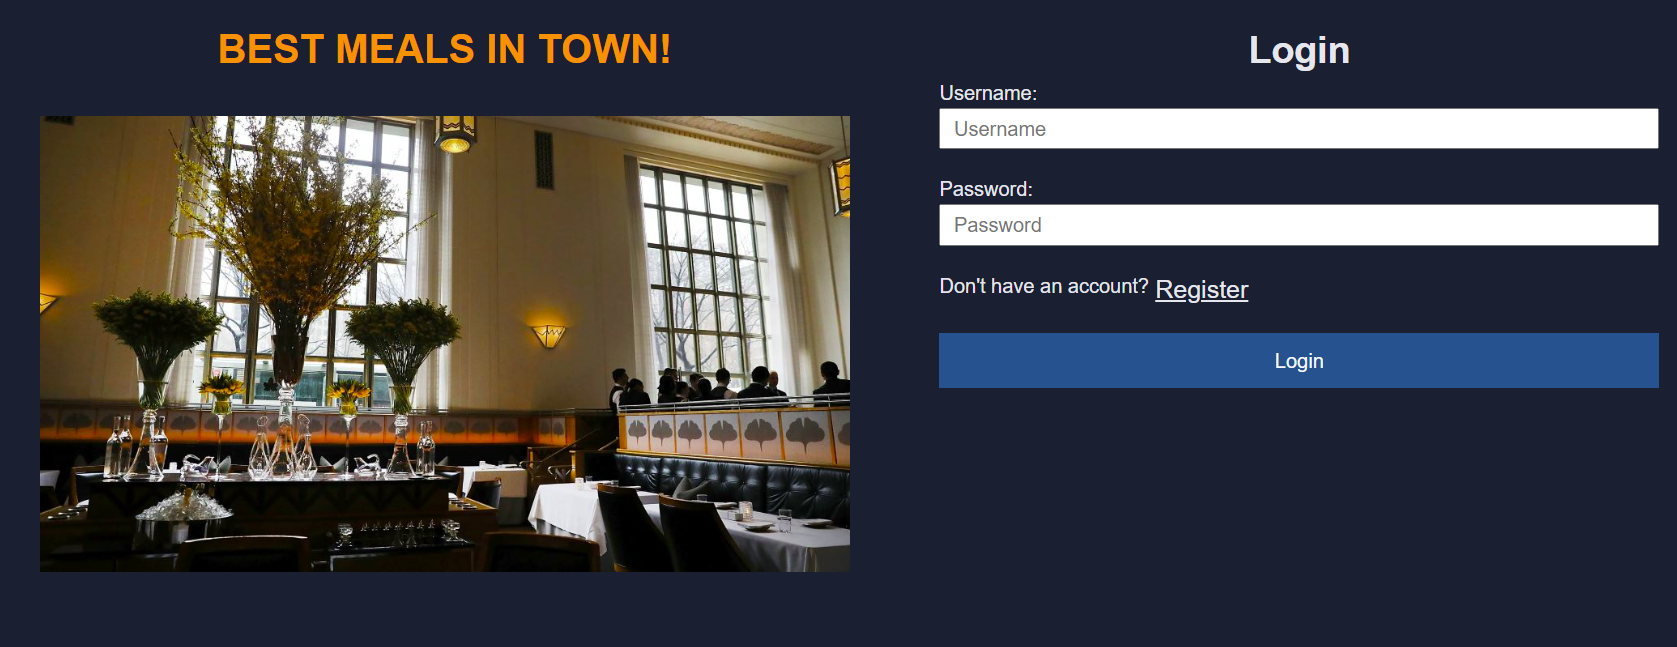 BEST MEALS IN TOWN!
Login
Username:
Username
Password:
Password
Don't have an account? Register
Login